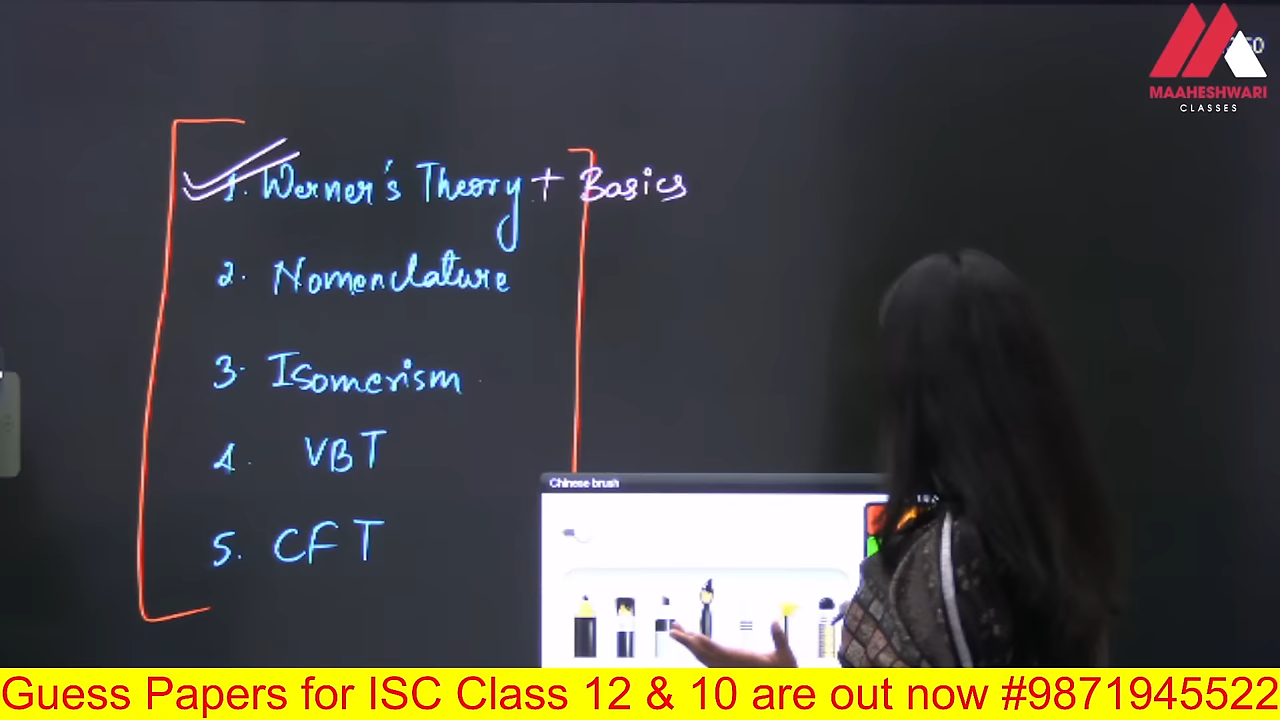 MAAHESHWARI
CLASSES
1. Werner's Theory + Basics
2. Nomenclature
3. Isomerism
4. VBT
5. CFT
Chinese brush
Guess Papers for ISC Class 12 & 10 are out now #9871945522